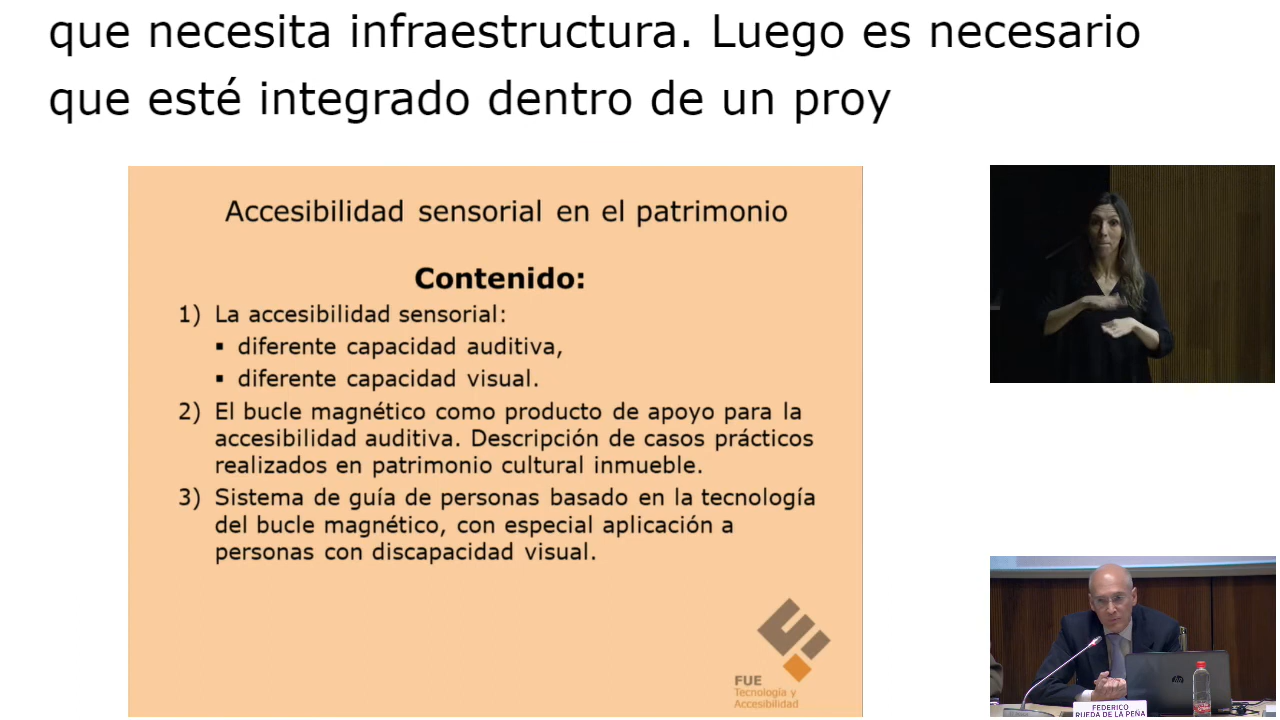 que necesita infraestructura. Luego es necesario
que esté integrado dentro de un proy
Accesibilidad sensorial en el patrimonio
Contenido:
1) La accesibilidad sensorial:
▪ diferente capacidad auditiva,
▪ diferente capacidad visual.
2) El bucle magnético como producto de apoyo para la
accesibilidad auditiva. Descripción de casos prácticos
realizados en patrimonio cultural inmueble.
3) Sistema de guía de personas basado en la tecnología
del bucle magnético, con especial aplicación a
personas con discapacidad visual.
FUE
Tecnología y
Accesibilidad
FEDERICO
RUEDA DE LA PEÑA